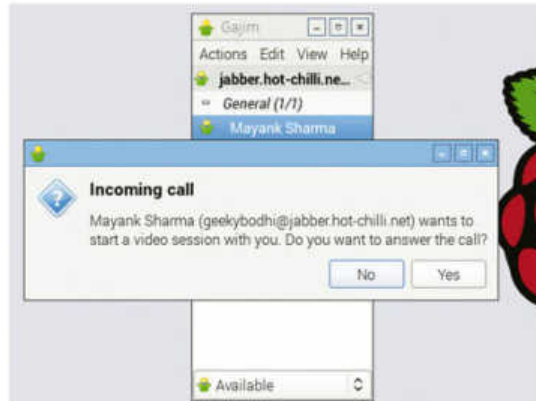 Gajim
Actions Edit View Help
jabber.hot-chilli.ne...
General (1/1)
Mayank Sharma
Incoming call
Mayank Sharma (geekybodhi@jabber.hot-chilli.net) wants to
start a video session with you. Do you want to answer the call?
No Yes
Available